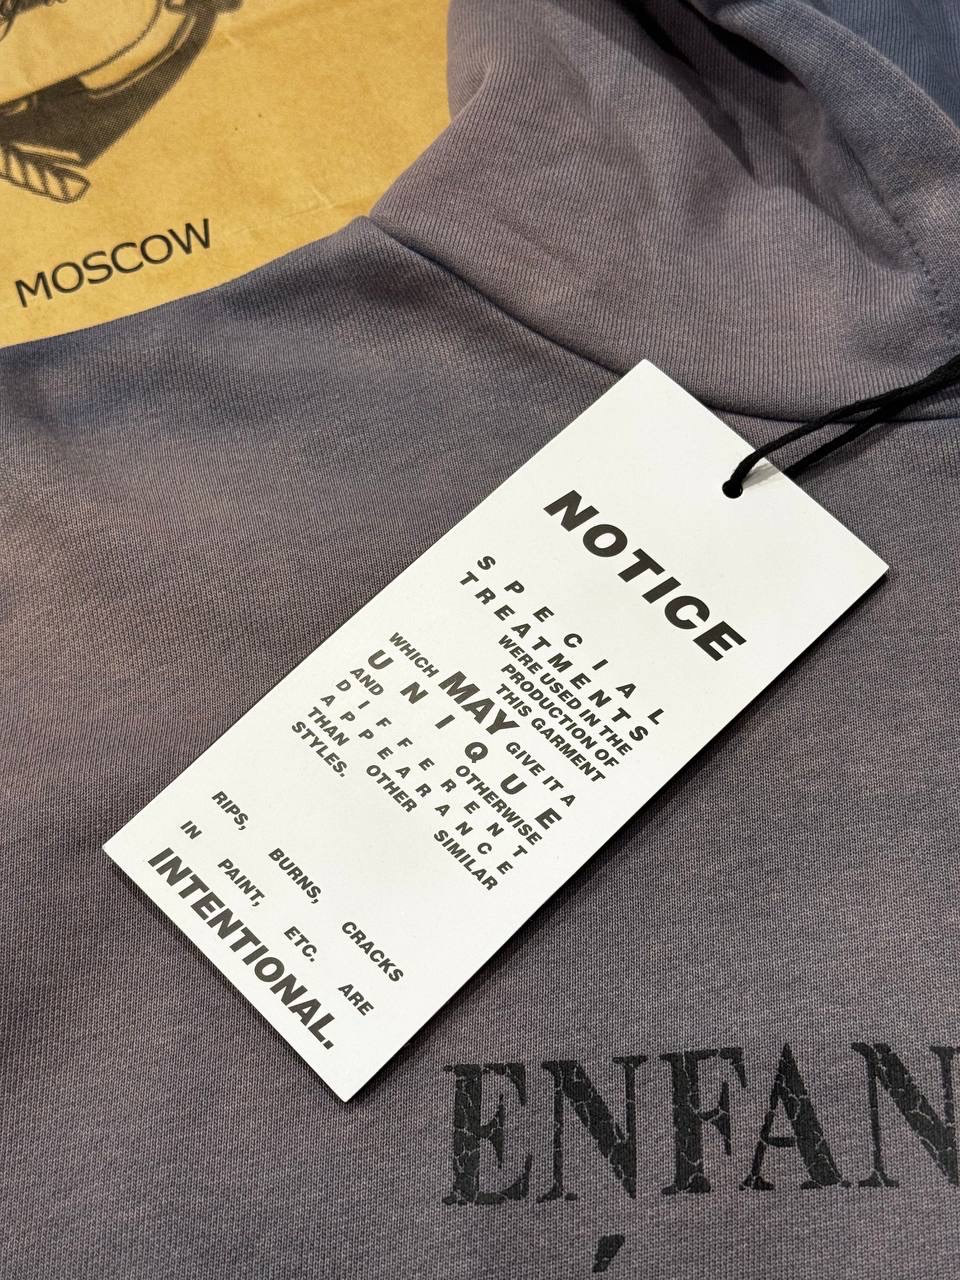 MOSCOW
NOTICE
SPECIAL
TREATMENTS
WERE USED IN THE
PRODUCTION OF
THIS GARMENT
WHICH MAY GIVE IT A
UNIQUE
AND OTHERWISE
DIFFERENT
APPEARANCE
THAN OTHER SIMILAR
STYLES.
RIPS, BURNS, CRACKS
IN PAINT, ETC. ARE
INTENTIONAL.
ENFAN